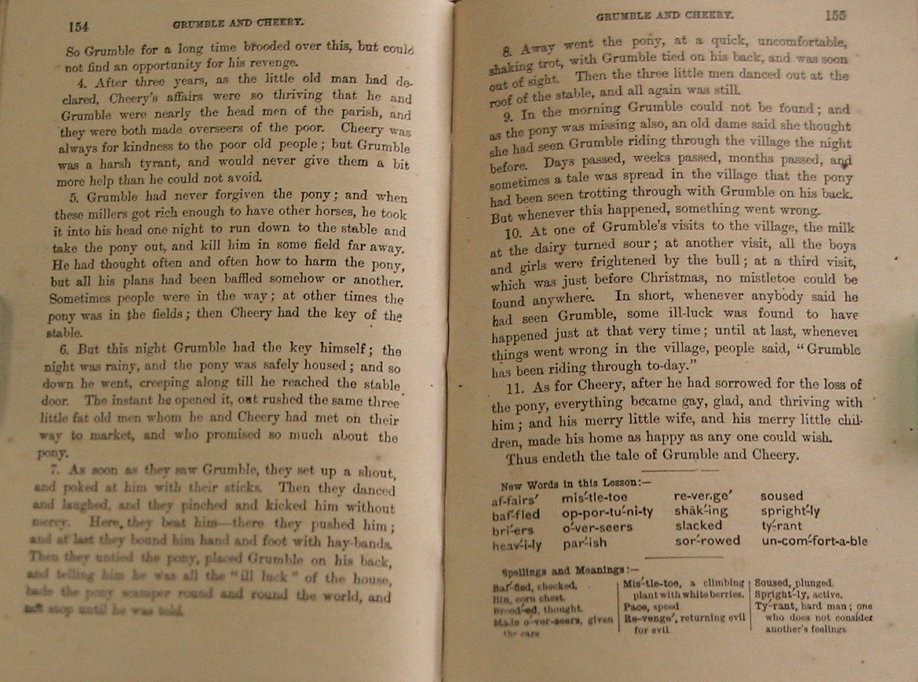 154 GRUMBLE AND CHEERY.
So Grumble for a long time brooded over this, but could
not find an opportunity for his revenge.
4. After three years, as the little old man had de-
clared, Cheery's affairs were so thriving that he and
Grumble were nearly the head men of the parish, and
they were both made overseers of the poor. Cheery was
always for kindness to the poor old people; but Grumble
was a harsh tyrant, and would never give them a bit
more help than he could not avoid.
5. Grumble had never forgiven the pony; and when
these millers got rich enough to have other horses, he took
it into his head one night to run down to the stable and
take the pony out, and kill him in some field far away.
He had thought often and often how to harm the pony,
but all his plans had been baffled somehow or another.
Sometimes people were in the way; at other times the
pony was in the fields; then Cheery had the key of the
stable.
6. But this night Grumble had the key himself; the
night was rainy, and the pony was safely housed; and so
down he went, creeping along till he reached the stable
door. The instant he opened it, out rushed the same three
little fat old men whom he and Cheery had met on their
way to market, and who promised so much about the
pony.
7. As soon as they saw Grumble, they set up a shout,
and poked at him with their sticks. Then they danced
and laughed, and they pinched and kicked him without
mercy. Here, they beat him—there they pushed him;
and at last they bound him hand and foot with hay-bands.
Then they untied the pony, placed Grumble on his back,
and telling him he was all the "ill luck" of the house,
bade the pony scamper round and round the world, and
not stop until he was told.
GRUMBLE AND CHEERY. 155
8. Away went the pony, at a quick, uncomfortable,
shaking trot, with Grumble tied on his back, and was soon
out of sight. Then the three little men danced out at the
roof of the stable, and all again was still.
9. In the morning Grumble could not be found; and
as the pony was missing also, an old dame said she thought
she had seen Grumble riding through the village the night
before. Days passed, weeks passed, months passed, and
sometimes a tale was spread in the village that the pony
had been seen trotting through with Grumble on his back.
But whenever this happened, something went wrong.
10. At one of Grumble's visits to the village, the milk
at the dairy turned sour; at another visit, all the boys
and girls were frightened by the bull; at a third visit,
which was just before Christmas, no mistletoe could be
found anywhere. In short, whenever anybody said he
had seen Grumble, some ill-luck was found to have
happened just at that very time; until at last, whenever
things went wrong in the village, people said, "Grumble
has been riding through to-day."
11. As for Cheery, after he had sorrowed for the loss of
the pony, everything became gay, glad, and thriving with
him; and his merry little wife, and his merry little chil-
dren, made his home as happy as any one could wish.
Thus endeth the tale of Grumble and Cheery.
New Words in this Lesson:—
af-fairs′ mis′-tle-toe re-venge′ soused
baf′-fled op-por-tu′-ni-ty shāk′-ing spright′-ly
bri′-ers o′-ver-seers slacked ty′-rant
heav′-i-ly par′-ish sor′-rowed un-com′-fort-a-ble
Spellings and Meanings:—
Baf′-fled, checked.
Bin, corn chest.
Brood-ed, thought.
Made o′-ver-seers, given
the care
Mis′-tle-toe, a climbing
plant with white berries.
Pace, speed.
Re-venge′, returning evil
for evil.
Soused, plunged.
Spright′-ly, active.
Ty′-rant, hard man; one
who does not consider
another's feelings